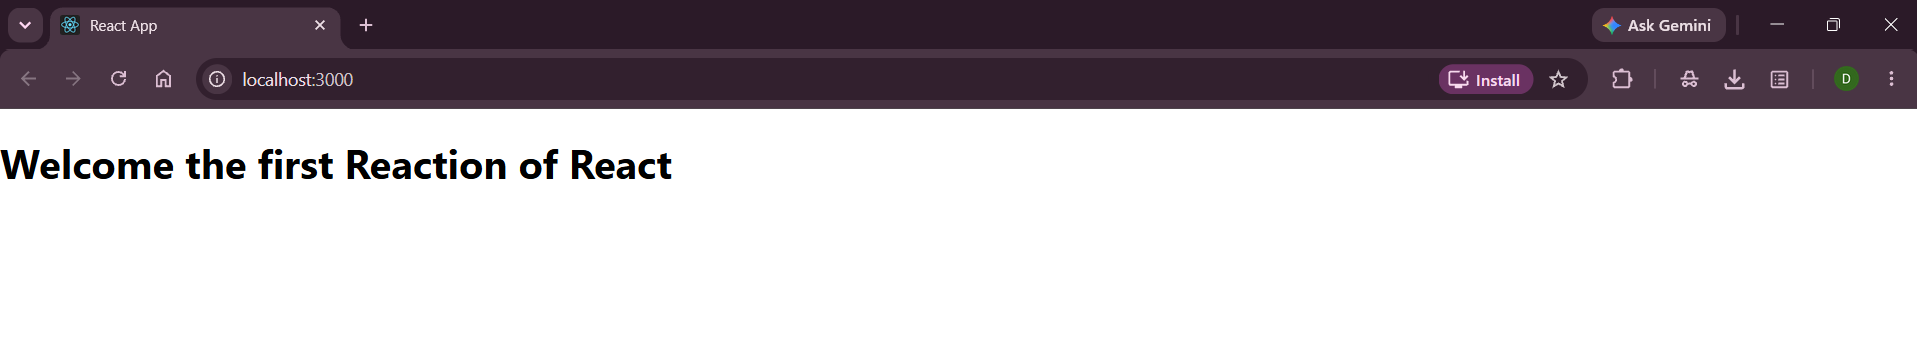 React App
Ask Gemini
localhost:3000
Install
D
Welcome the first Reaction of React